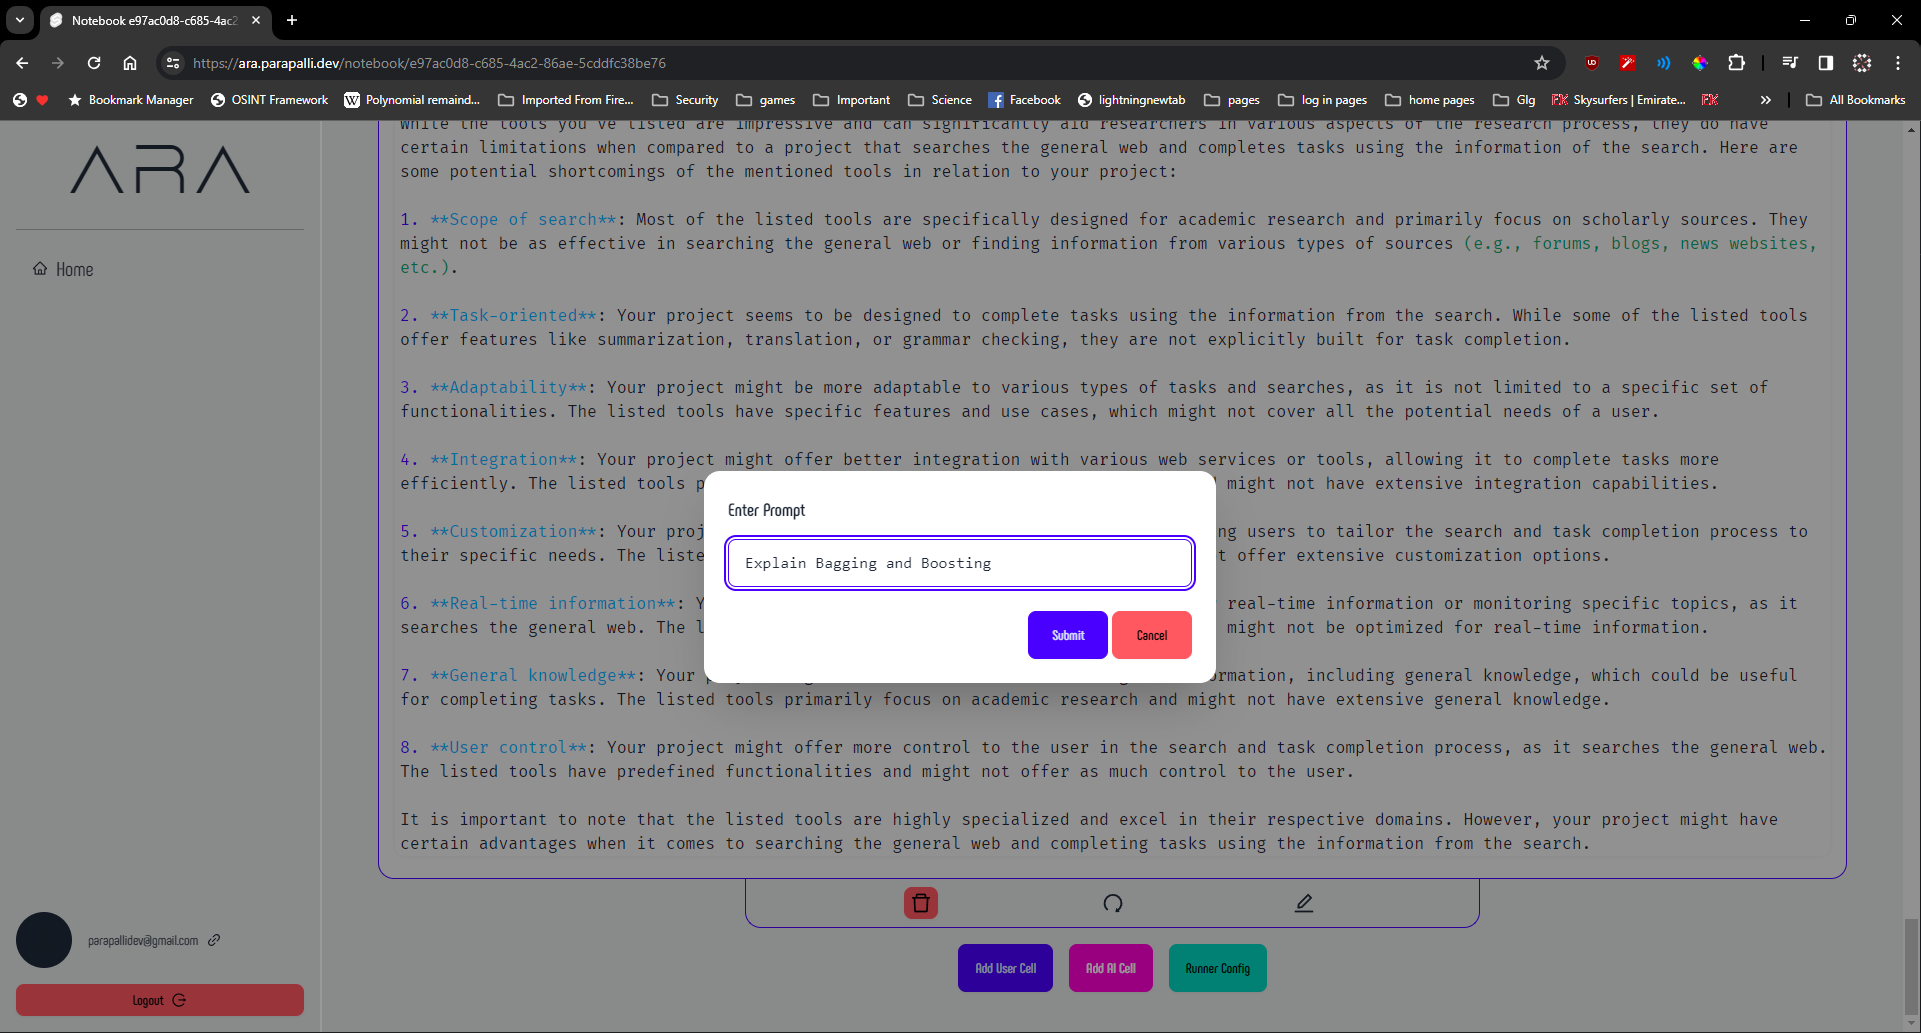 Notebook e97ac0d8-c685-4ac2
https://ara.parapalli.dev/notebook/e97ac0d8-c685-4ac2-86ae-5cddfc38be76
Bookmark Manager OSINT Framework Polynomial remaind... Imported From Fire... Security games Important Science Facebook lightningnewtab pages log in pages home pages Glg Skysurfers | Emirate... All Bookmarks
ARA
Home
While the tools you've listed are impressive and can significantly aid researchers in various aspects of the research process, they do have
certain limitations when compared to a project that searches the general web and completes tasks using the information of the search. Here are
some potential shortcomings of the mentioned tools in relation to your project:
1. **Scope of search**: Most of the listed tools are specifically designed for academic research and primarily focus on scholarly sources. They
might not be as effective in searching the general web or finding information from various types of sources (e.g., forums, blogs, news websites,
etc.).
2. **Task-oriented**: Your project seems to be designed to complete tasks using the information from the search. While some of the listed tools
offer features like summarization, translation, or grammar checking, they are not explicitly built for task completion.
3. **Adaptability**: Your project might be more adaptable to various types of tasks and searches, as it is not limited to a specific set of
functionalities. The listed tools have specific features and use cases, which might not cover all the potential needs of a user.
4. **Integration**: Your project might offer better integration with various web services or tools, allowing it to complete tasks more
efficiently. The listed tools might not have extensive integration capabilities.
5. **Customization**: Your proj ng users to tailor the search and task completion process to
their specific needs. The liste t offer extensive customization options.
6. **Real-time information**: Y real-time information or monitoring specific topics, as it
searches the general web. The l might not be optimized for real-time information.
7. **General knowledge**: Your rmation, including general knowledge, which could be useful
for completing tasks. The listed tools primarily focus on academic research and might not have extensive general knowledge.
8. **User control**: Your project might offer more control to the user in the search and task completion process, as it searches the general web.
The listed tools have predefined functionalities and might not offer as much control to the user.
It is important to note that the listed tools are highly specialized and excel in their respective domains. However, your project might have
certain advantages when it comes to searching the general web and completing tasks using the information from the search.
Enter Prompt
Explain Bagging and Boosting
Submit Cancel
Add User Cell Add AI Cell Runner Config
parapallidev@gmail.com
Logout